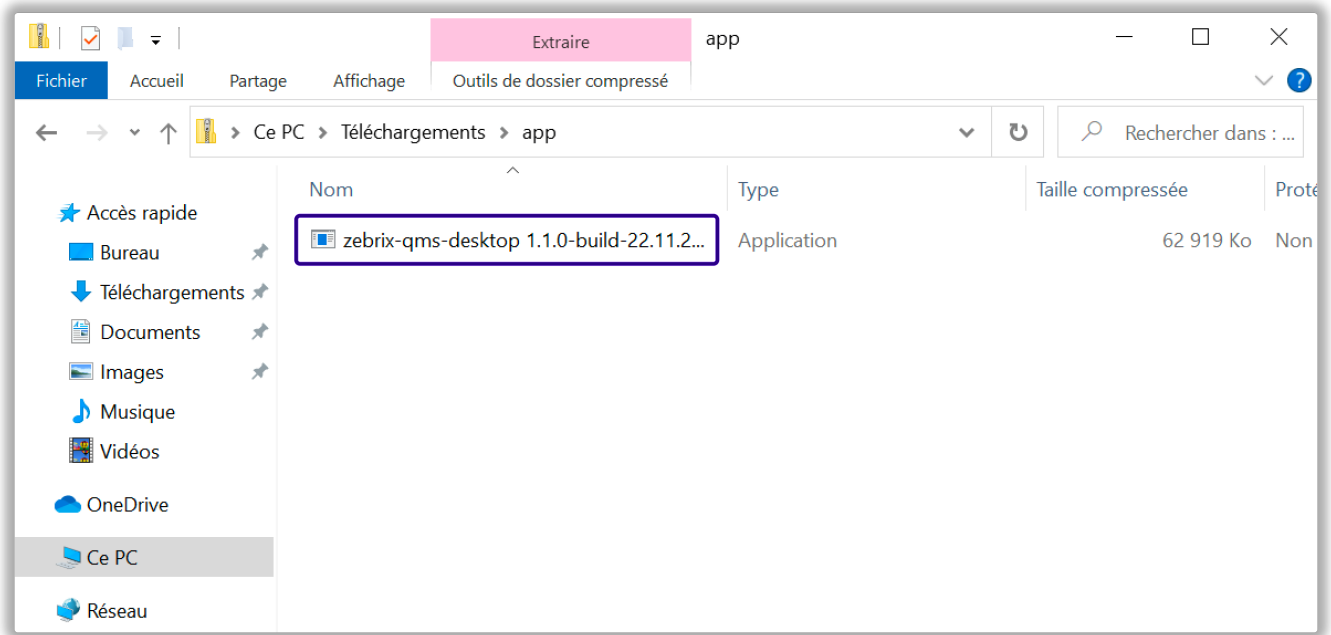 Extraire
app
Fichier
Accueil
Partage
Affichage
Outils de dossier compressé
?
Ce PC > Téléchargements > app
Rechercher dans : ...
Nom
Type
Taille compressée
Proté
zebrix-qms-desktop 1.1.0-build-22.11.2...
Application
62 919 Ko
Non
Accès rapide
Bureau
Téléchargements
Documents
Images
Musique
Vidéos
OneDrive
Ce PC
Réseau